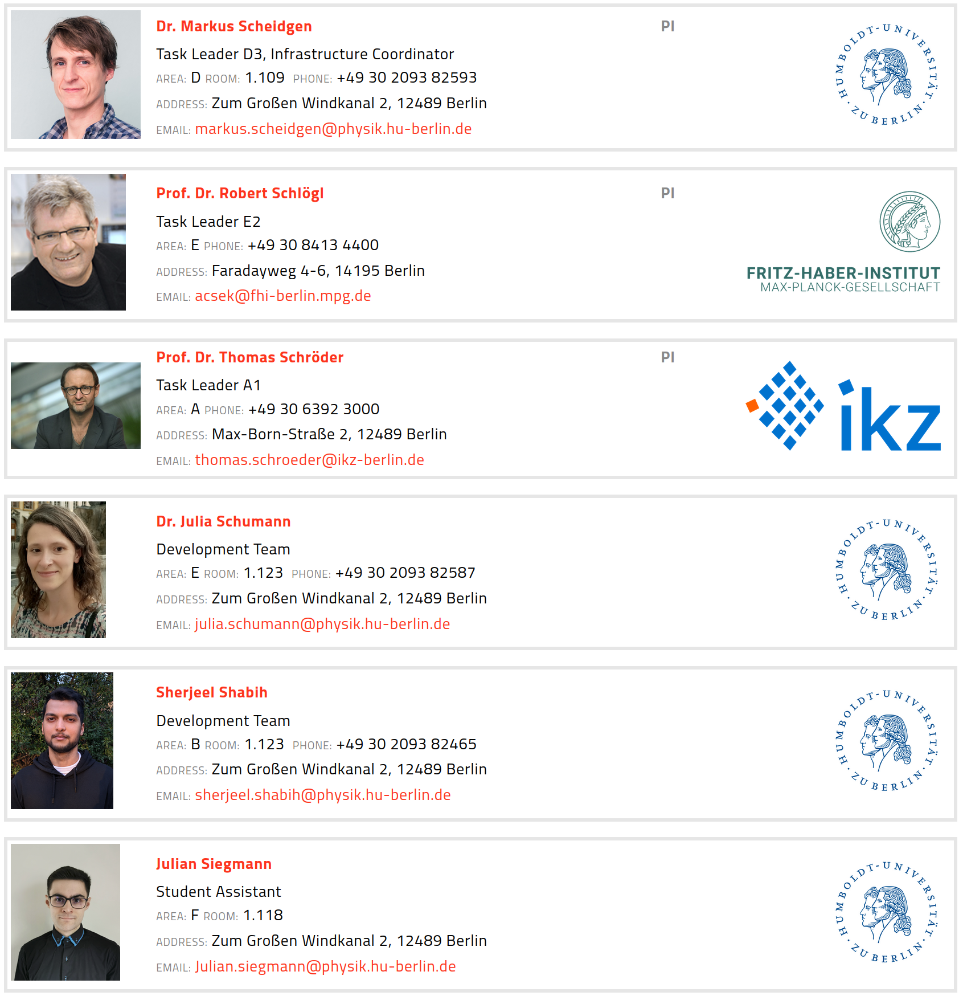 Dr. Markus Scheidgen
PI
Task Leader D3, Infrastructure Coordinator
AREA: D ROOM: 1.109 PHONE: +49 30 2093 82593
ADDRESS: Zum Großen Windkanal 2, 12489 Berlin
EMAIL: markus.scheidgen@physik.hu-berlin.de
HUMBOLDT-UNIVERSITÄT · ZU BERLIN ·
Prof. Dr. Robert Schlögl
PI
Task Leader E2
AREA: E PHONE: +49 30 8413 4400
ADDRESS: Faradayweg 4-6, 14195 Berlin
EMAIL: acsek@fhi-berlin.mpg.de
FRITZ-HABER-INSTITUT
MAX-PLANCK-GESELLSCHAFT
Prof. Dr. Thomas Schröder
PI
Task Leader A1
AREA: A PHONE: +49 30 6392 3000
ADDRESS: Max-Born-Straße 2, 12489 Berlin
EMAIL: thomas.schroeder@ikz-berlin.de
ikz
Dr. Julia Schumann
Development Team
AREA: E ROOM: 1.123 PHONE: +49 30 2093 82587
ADDRESS: Zum Großen Windkanal 2, 12489 Berlin
EMAIL: julia.schumann@physik.hu-berlin.de
HUMBOLDT-UNIVERSITÄT · ZU BERLIN ·
Sherjeel Shabih
Development Team
AREA: B ROOM: 1.123 PHONE: +49 30 2093 82465
ADDRESS: Zum Großen Windkanal 2, 12489 Berlin
EMAIL: sherjeel.shabih@physik.hu-berlin.de
HUMBOLDT-UNIVERSITÄT · ZU BERLIN ·
Julian Siegmann
Student Assistant
AREA: F ROOM: 1.118
ADDRESS: Zum Großen Windkanal 2, 12489 Berlin
EMAIL: Julian.siegmann@physik.hu-berlin.de
HUMBOLDT-UNIVERSITÄT · ZU BERLIN ·